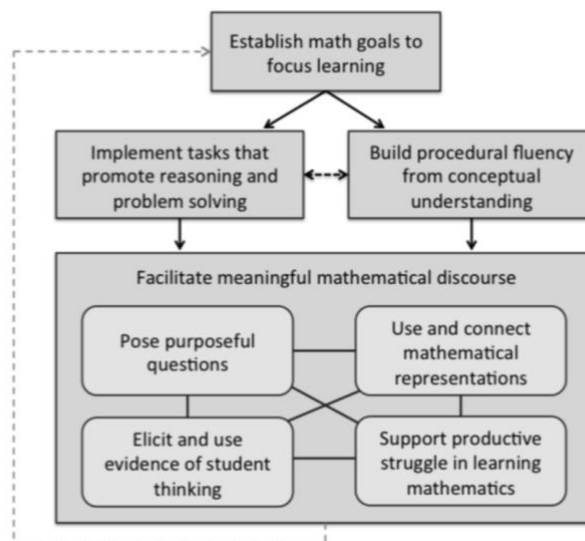 Establish math goals to
focus learning
Implement tasks that
promote reasoning and
problem solving
Build procedural fluency
from conceptual
understanding
Facilitate meaningful mathematical discourse
Pose purposeful
questions
Use and connect
mathematical
representations
Elicit and use
evidence of student
thinking
Support productive
struggle in learning
mathematics